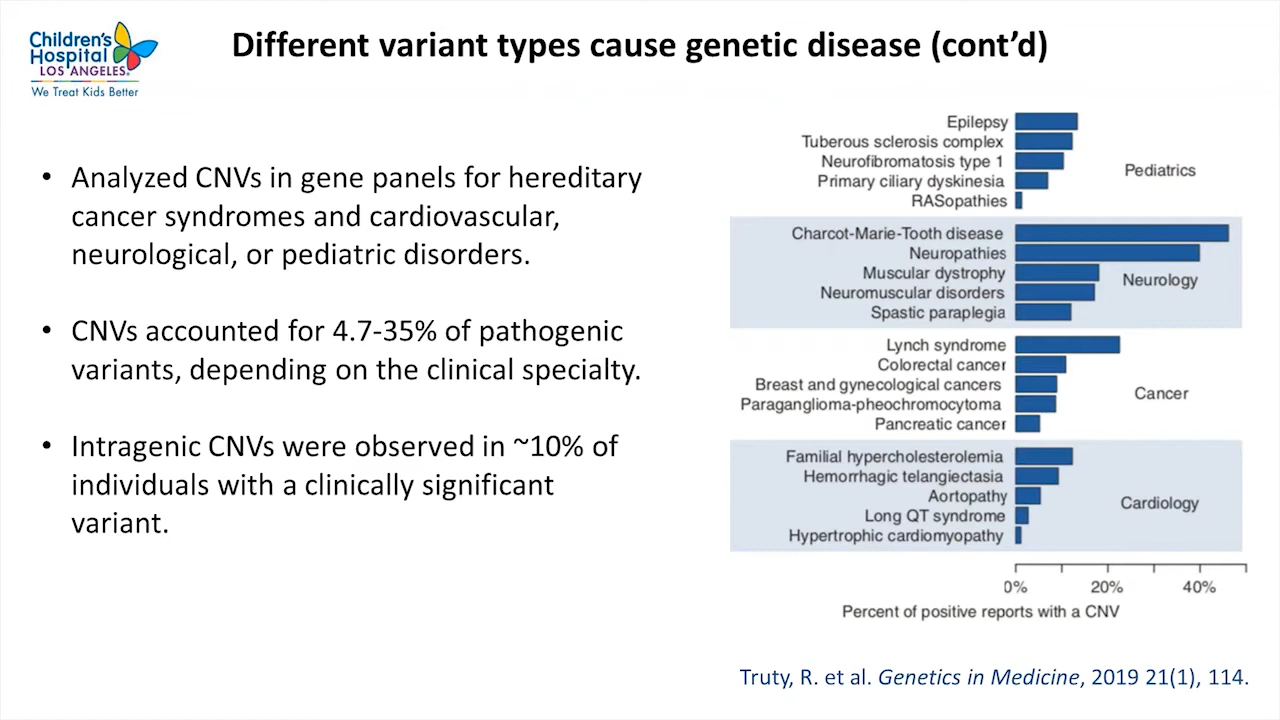 Children's
Hospital
LOS ANGELES®
We Treat Kids Better
Different variant types cause genetic disease (cont'd)
• Analyzed CNVs in gene panels for hereditary
cancer syndromes and cardiovascular,
neurological, or pediatric disorders.
• CNVs accounted for 4.7-35% of pathogenic
variants, depending on the clinical specialty.
• Intragenic CNVs were observed in ~10% of
individuals with a clinically significant
variant.
Epilepsy
Tuberous sclerosis complex
Neurofibromatosis type 1
Primary ciliary dyskinesia
RASopathies
Pediatrics
Charcot-Marie-Tooth disease
Neuropathies
Muscular dystrophy
Neuromuscular disorders
Spastic paraplegia
Neurology
Lynch syndrome
Colorectal cancer
Breast and gynecological cancers
Paraganglioma-pheochromocytoma
Pancreatic cancer
Cancer
Familial hypercholesterolemia
Hemorrhagic telangiectasia
Aortopathy
Long QT syndrome
Hypertrophic cardiomyopathy
Cardiology
0% 20% 40%
Percent of positive reports with a CNV
Truty, R. et al. Genetics in Medicine, 2019 21(1), 114.